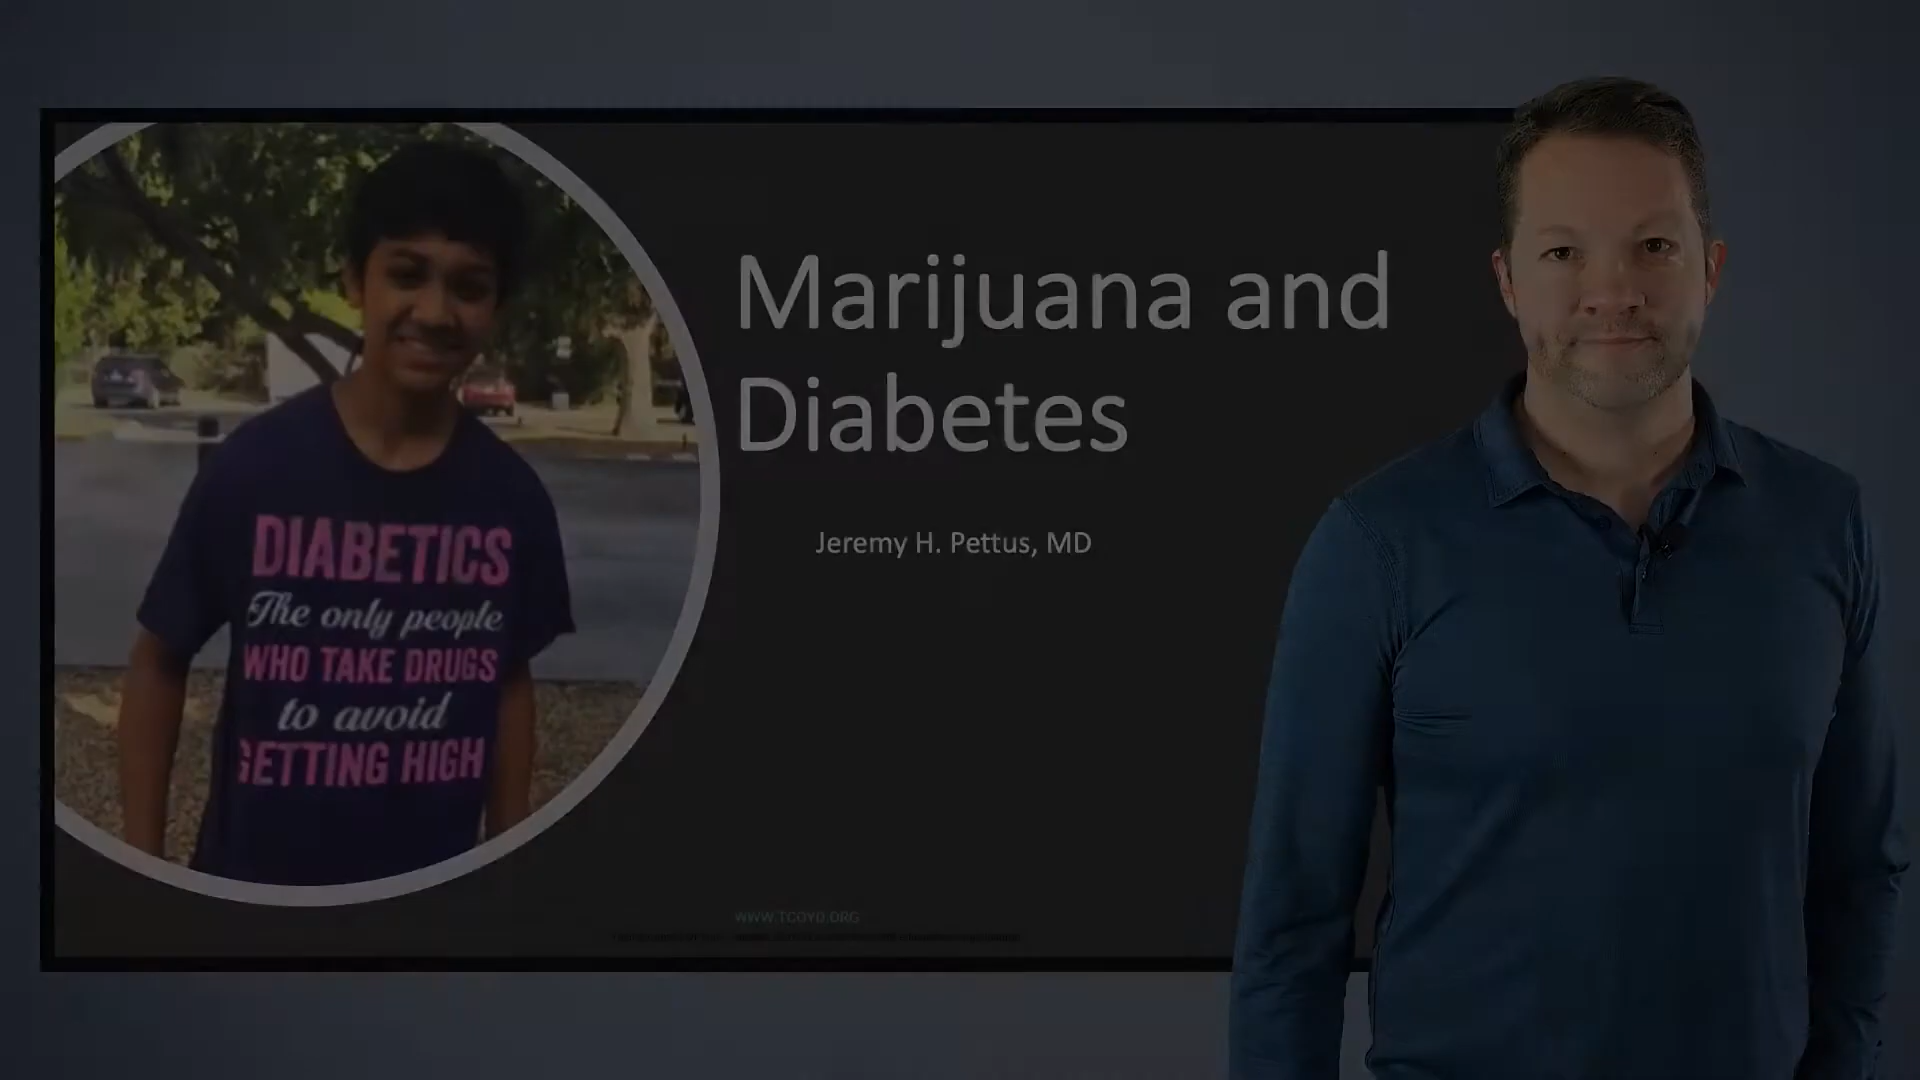 Marijuana and
Diabetes
Jeremy H. Pettus, MD
DIABETICS
The only people
WHO TAKE DRUGS
to avoid
GETTING HIGH
WWW.TCOYD.ORG